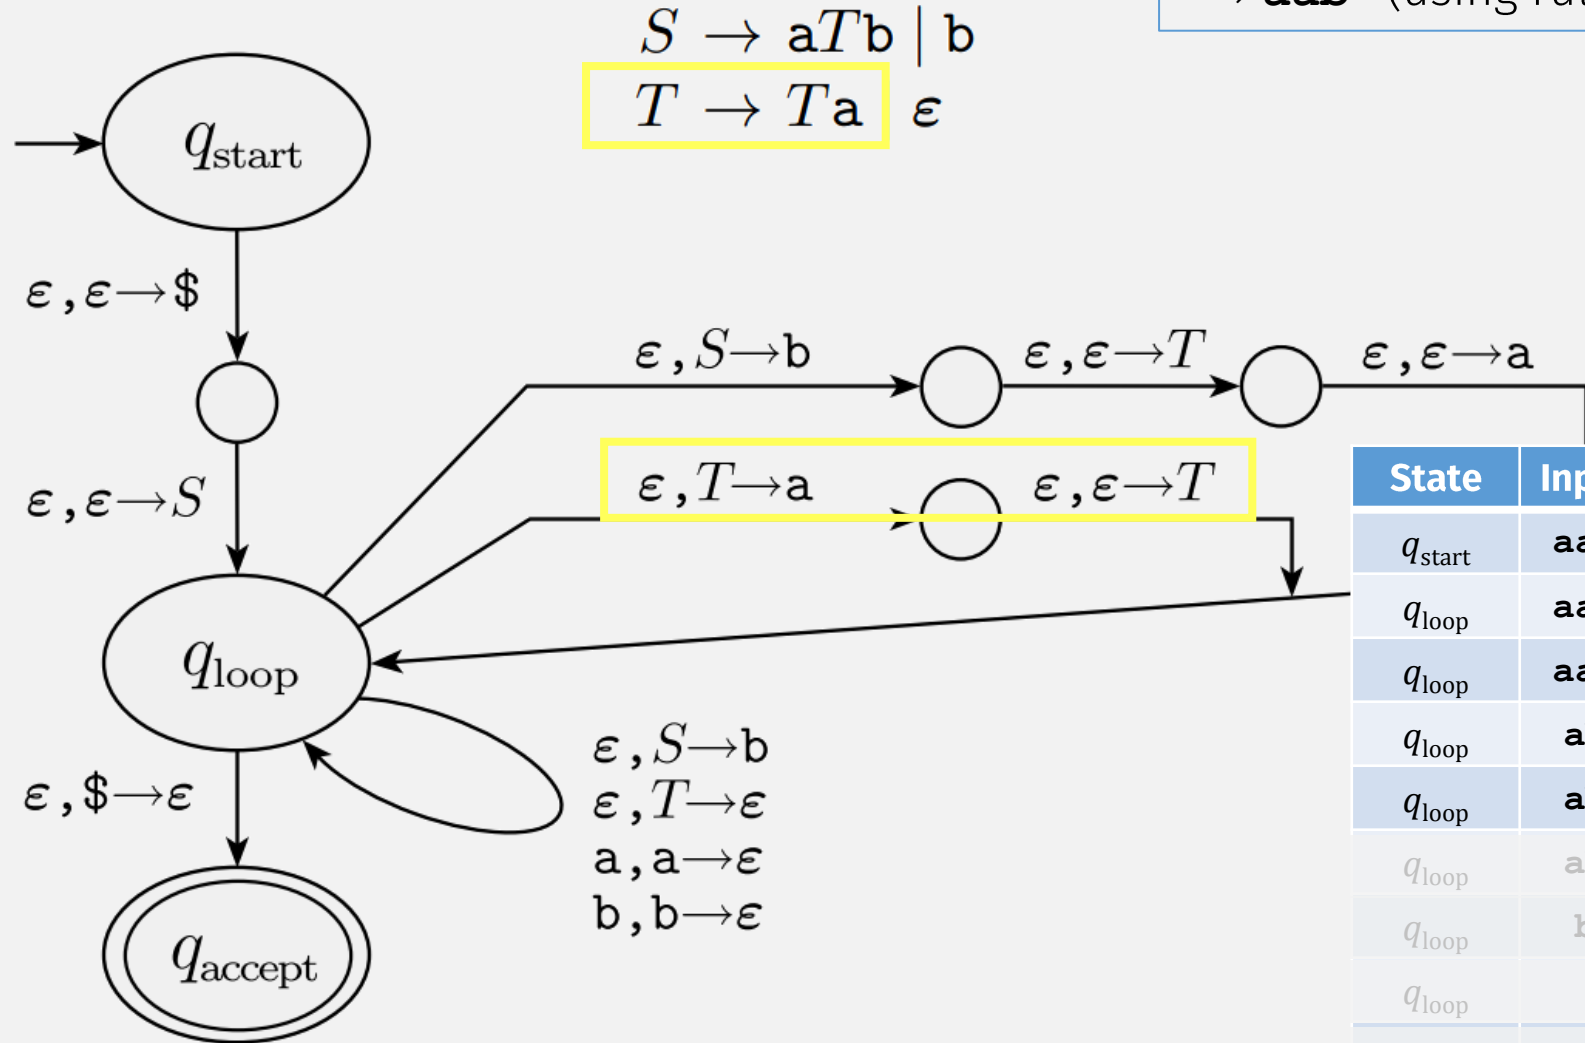 S → aTb | b
T → Ta ε
q_start
ε,ε→$
ε,S→b ε,ε→T ε,ε→a
ε,T→a ε,ε→T
ε,ε→S
State
q_start
q_loop
q_loop
q_loop
q_loop
q_loop
q_loop
q_loop
q_loop
ε,S→b
ε,T→ε
a,a→ε
b,b→ε
ε,$→ε
q_accept